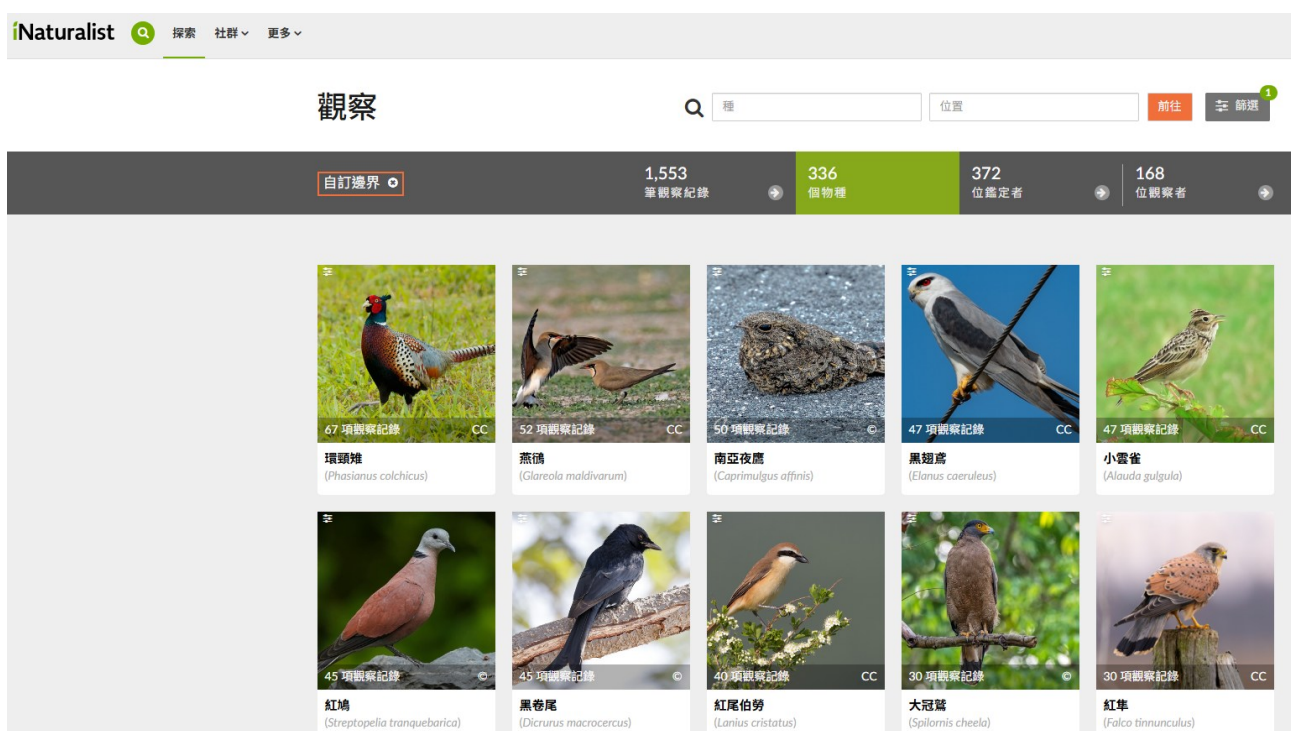 iNaturalist 探索 社群 更多
觀察 種 位置 前往 篩選 1
自訂邊界
1,553 336 372 168
筆觀察紀錄 個物種 位鑑定者 位觀察者
67 項觀察記錄 CC 52 項觀察記錄 CC 50 項觀察記錄 © 47 項觀察記錄 CC 47 項觀察記錄 CC
環頸雉 燕鴴 南亞夜鷹 黑翅鳶 小雲雀
(Phasianus colchicus) (Glareola maldivarum) (Caprimulgus affinis) (Elanus caeruleus) (Alauda gulgula)
45 項觀察記錄 © 45 項觀察記錄 © 40 項觀察記錄 CC 30 項觀察記錄 © 30 項觀察記錄 CC
紅鳩 黑卷尾 紅尾伯勞 大冠鷲 紅隼
(Streptopelia tranquebarica) (Dicrurus macrocercus) (Lanius cristatus) (Spilornis cheela) (Falco tinnunculus)